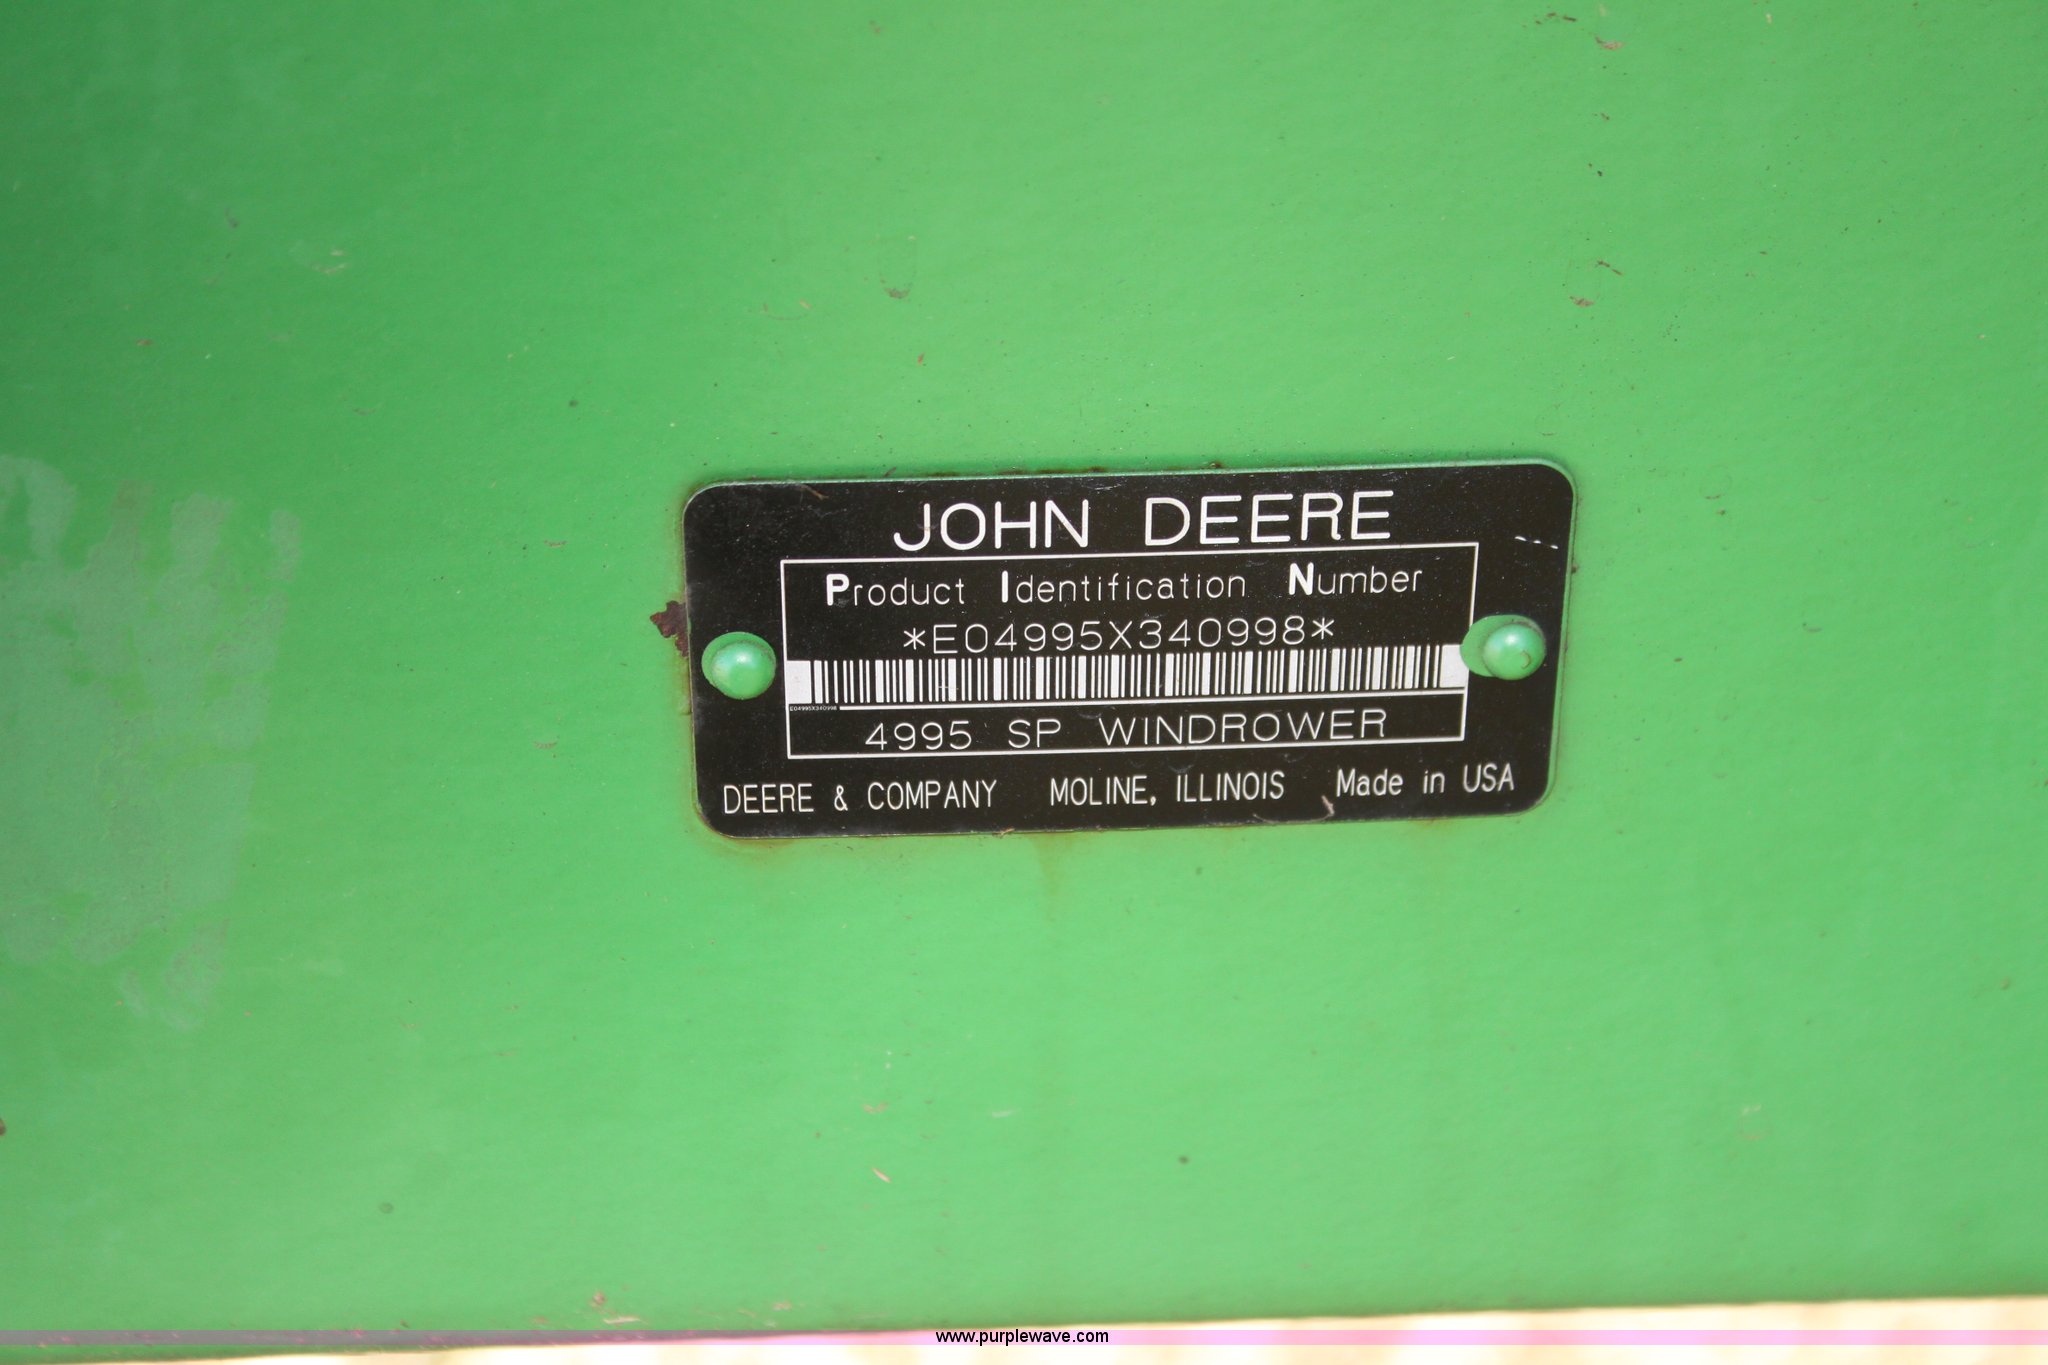 JOHN DEERE
Product Identification Number
*E04995X340998*
E04995X340998
4995 SP WINDROWER
DEERE & COMPANY MOLINE, ILLINOIS Made in USA
www.purplewave.com